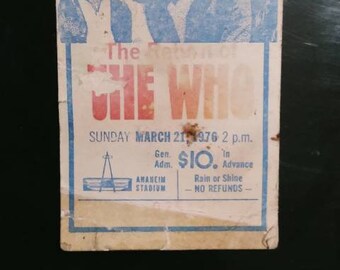 The Return of
THE WHO
SUNDAY MARCH 21, 1976 2 p.m.
Gen. Adm. $10. In Advance
ANAHEIM STADIUM
Rain or Shine
— NO REFUNDS —